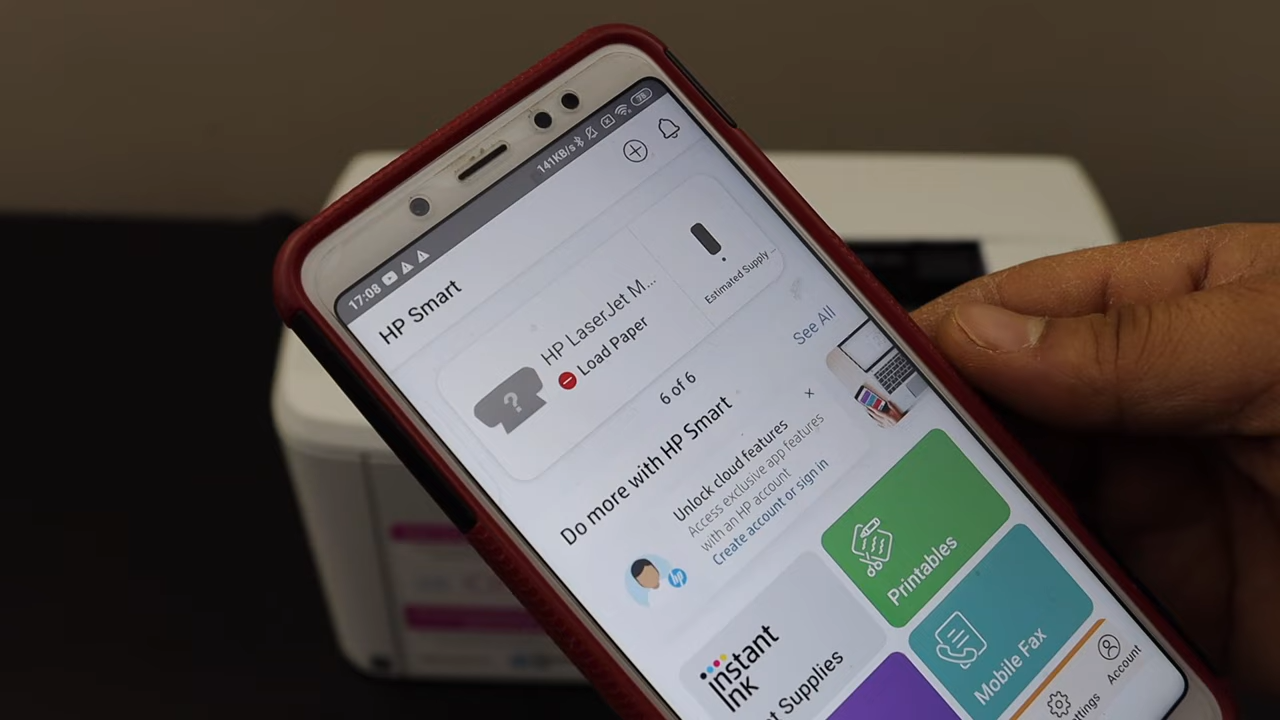 17:08
141KB/s
78
HP Smart
HP LaserJet M...
Load Paper
Estimated Supply ...
6 of 6
Do more with HP Smart
See All
Unlock cloud features
Access exclusive app features
with an HP account
Create account or sign in
hp
Printables
Instant
Ink
Supplies
Mobile Fax
Account